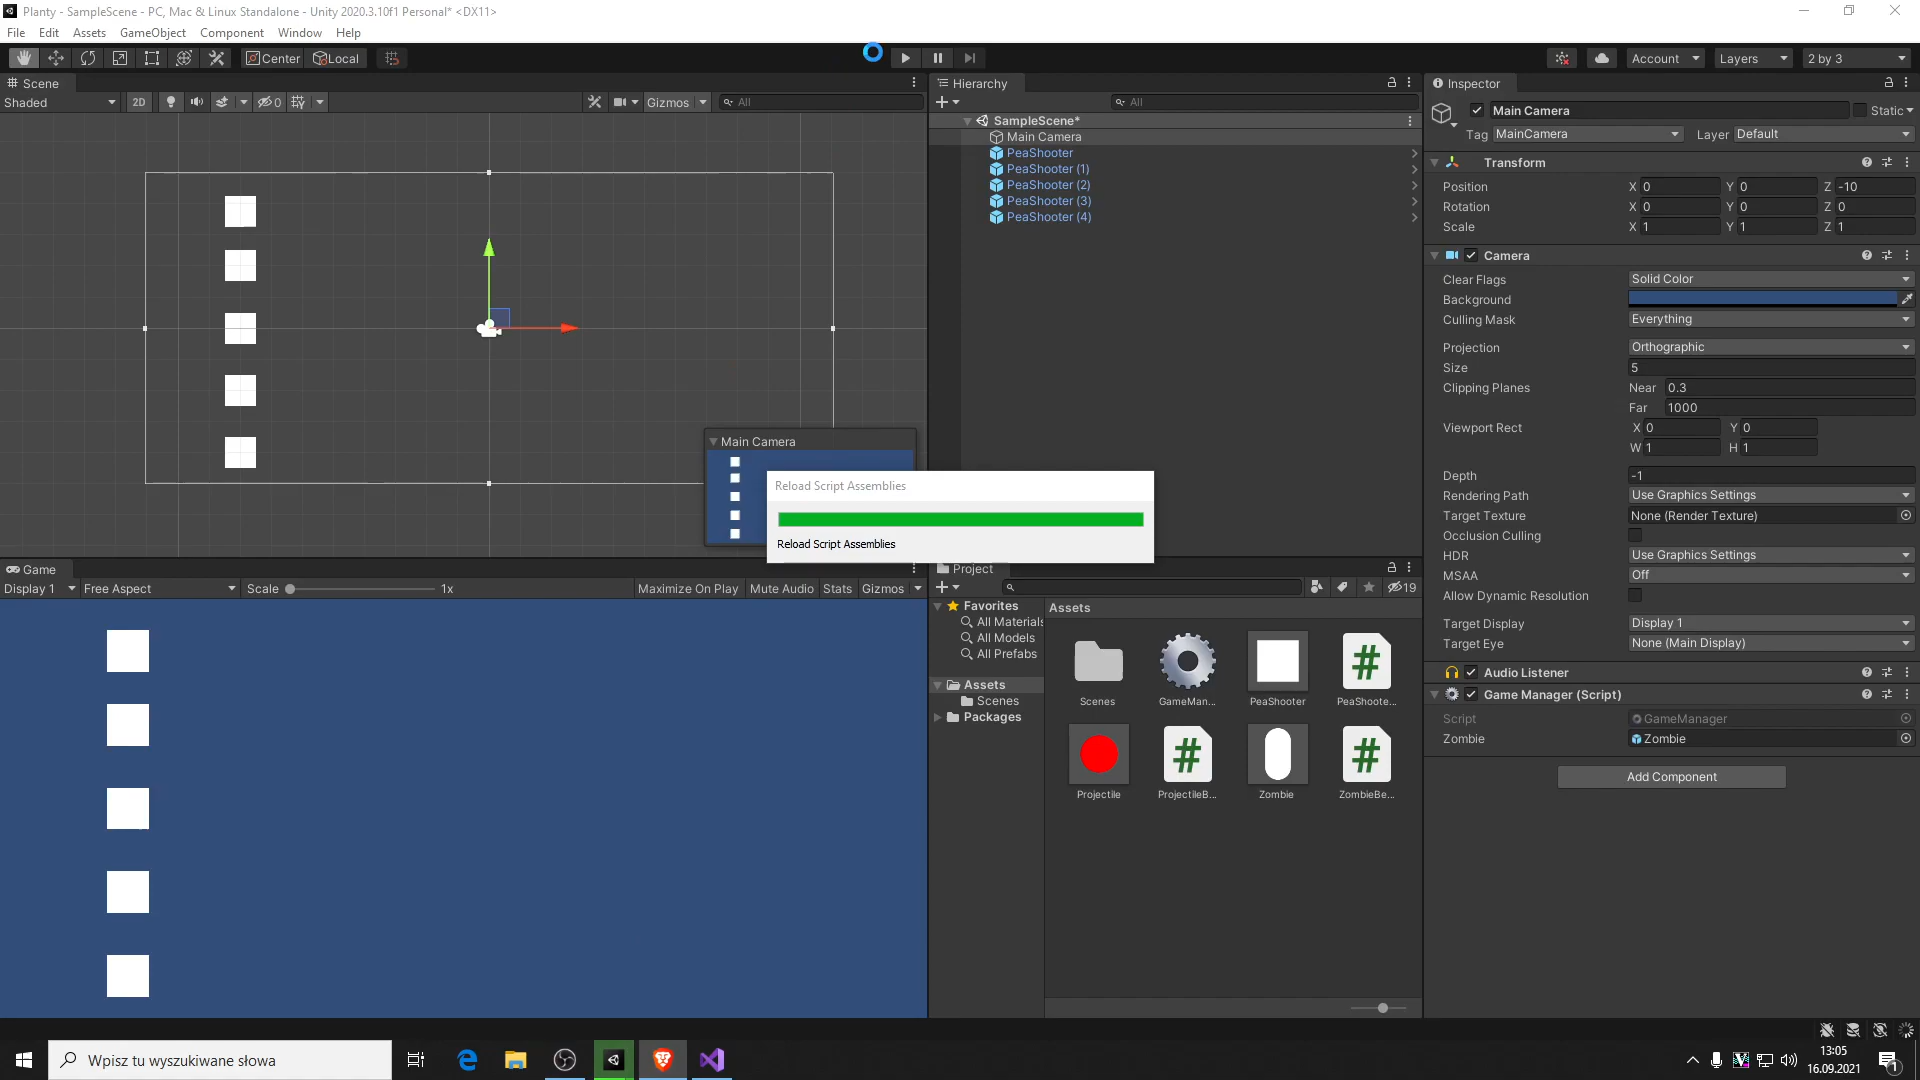 Planty - SampleScene - PC, Mac & Linux Standalone - Unity 2020.3.10f1 Personal* <DX11>
File Edit Assets GameObject Component Window Help
Center Local Account Layers 2 by 3
Scene
Shaded 2D 0 Gizmos All
Main Camera
Hierarchy
All
SampleScene*
Main Camera
PeaShooter
PeaShooter (1)
PeaShooter (2)
PeaShooter (3)
PeaShooter (4)
Reload Script Assemblies
Reload Script Assemblies
Game
Display 1 Free Aspect Scale 1x Maximize On Play Mute Audio Stats Gizmos
Project
19
Favorites
All Materials
All Models
All Prefabs
Assets
Scenes
Packages
Assets
Scenes GameMan... PeaShooter PeaShoote...
Projectile ProjectileB... Zombie ZombieBe...
Inspector
Main Camera Static
Tag MainCamera Layer Default
Transform
Position X 0 Y 0 Z -10
Rotation X 0 Y 0 Z 0
Scale X 1 Y 1 Z 1
Camera
Clear Flags Solid Color
Background
Culling Mask Everything
Projection Orthographic
Size 5
Clipping Planes Near 0.3
Far 1000
Viewport Rect X 0 Y 0
W 1 H 1
Depth -1
Rendering Path Use Graphics Settings
Target Texture None (Render Texture)
Occlusion Culling
HDR Use Graphics Settings
MSAA Off
Allow Dynamic Resolution
Target Display Display 1
Target Eye None (Main Display)
Audio Listener
Game Manager (Script)
Script GameManager
Zombie Zombie
Add Component
Wpisz tu wyszukiwane słowa
13:05
16.09.2021
1